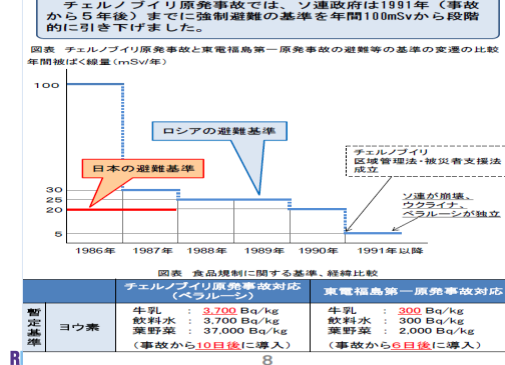 チェルノブイリ原発事故では、ソ連政府は1991年（事故
から５年後）までに強制避難の基準を年間100mSvから段階
的に引き下げました。
図表　チェルノブイリ原発事故と東電福島第一原発事故の避難等の基準の変遷の比較
年間被ばく線量(mSv/年)
100
ロシアの避難基準
日本の避難基準
チェルノブイリ
区域管理法・被災者支援法
成立
30
25
20
ソ連が崩壊、
ウクライナ、
ベラルーシが独立
5
1986年　1987年　1988年　1989年　1990年　1991年以降
図表　食品規制に関する基準、経緯比較
チェルノブイリ原発事故対応
（ベラルーシ）
東電福島第一原発事故対応
暫定基準
ヨウ素
牛乳　：　3,700 Bq/kg
飲料水　：　3,700 Bq/kg
葉野菜　：　37,000 Bq/kg
（事故から10日後に導入）
牛乳　：　300 Bq/kg
飲料水　：　300 Bq/kg
葉野菜　：　2,000 Bq/kg
（事故から6日後に導入）
R
8